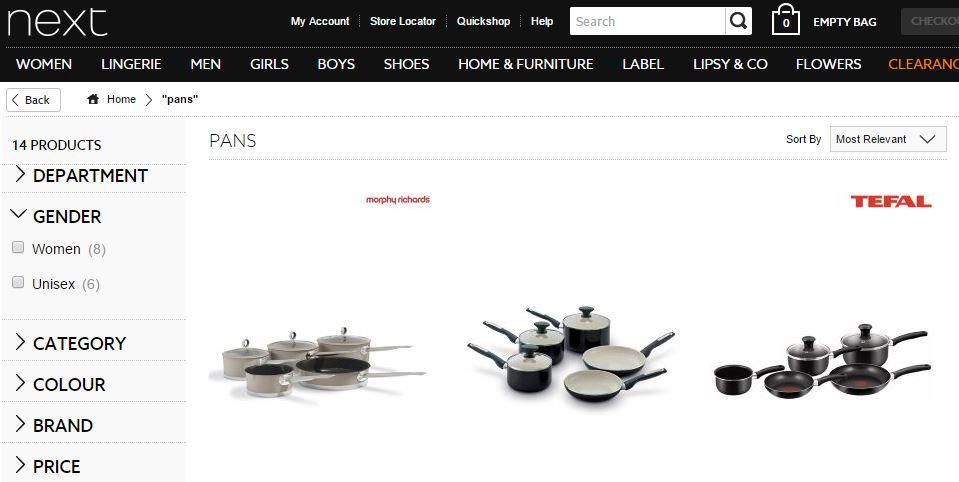 next
My Account Store Locator Quickshop Help
Search
0
EMPTY BAG
WOMEN LINGERIE MEN GIRLS BOYS SHOES HOME & FURNITURE LABEL LIPSY & CO FLOWERS
Back
Home "pans"
14 PRODUCTS
DEPARTMENT
GENDER
Women (8)
Unisex (6)
CATEGORY
COLOUR
BRAND
PRICE
PANS
Sort By Most Relevant
morphy richards
TEFAL